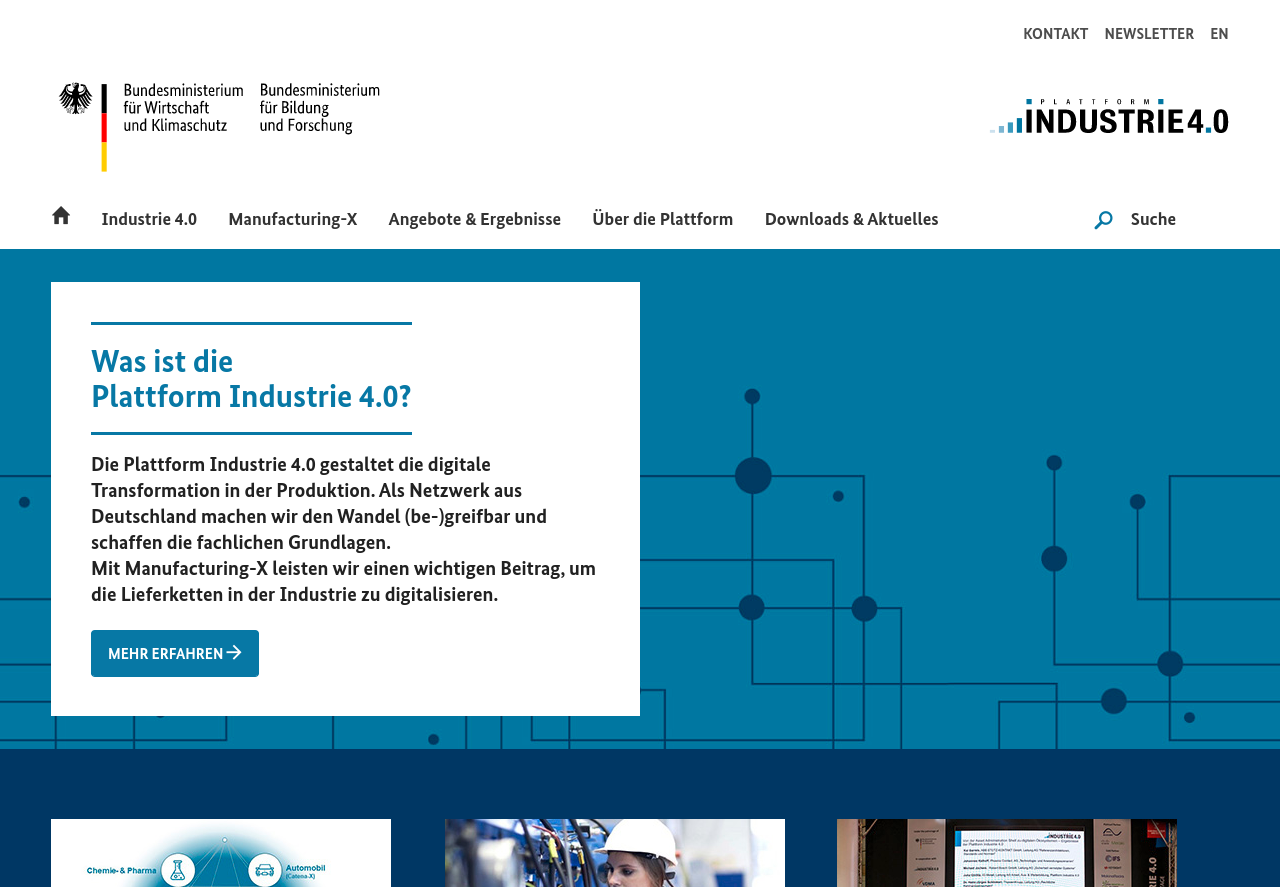 KONTAKT NEWSLETTER EN
Bundesministerium
für Wirtschaft
und Klimaschutz
Bundesministerium
für Bildung
und Forschung
PLATTFORM
INDUSTRIE4.0
Industrie 4.0 Manufacturing-X Angebote & Ergebnisse Über die Plattform Downloads & Aktuelles Suche
Was ist die
Plattform Industrie 4.0?
Die Plattform Industrie 4.0 gestaltet die digitale
Transformation in der Produktion. Als Netzwerk aus
Deutschland machen wir den Wandel (be-)greifbar und
schaffen die fachlichen Grundlagen.
Mit Manufacturing-X leisten wir einen wichtigen Beitrag, um
die Lieferketten in der Industrie zu digitalisieren.
MEHR ERFAHREN
Chemie- & Pharma
Automobil
(Catena-X)
INDUSTRIE4.0